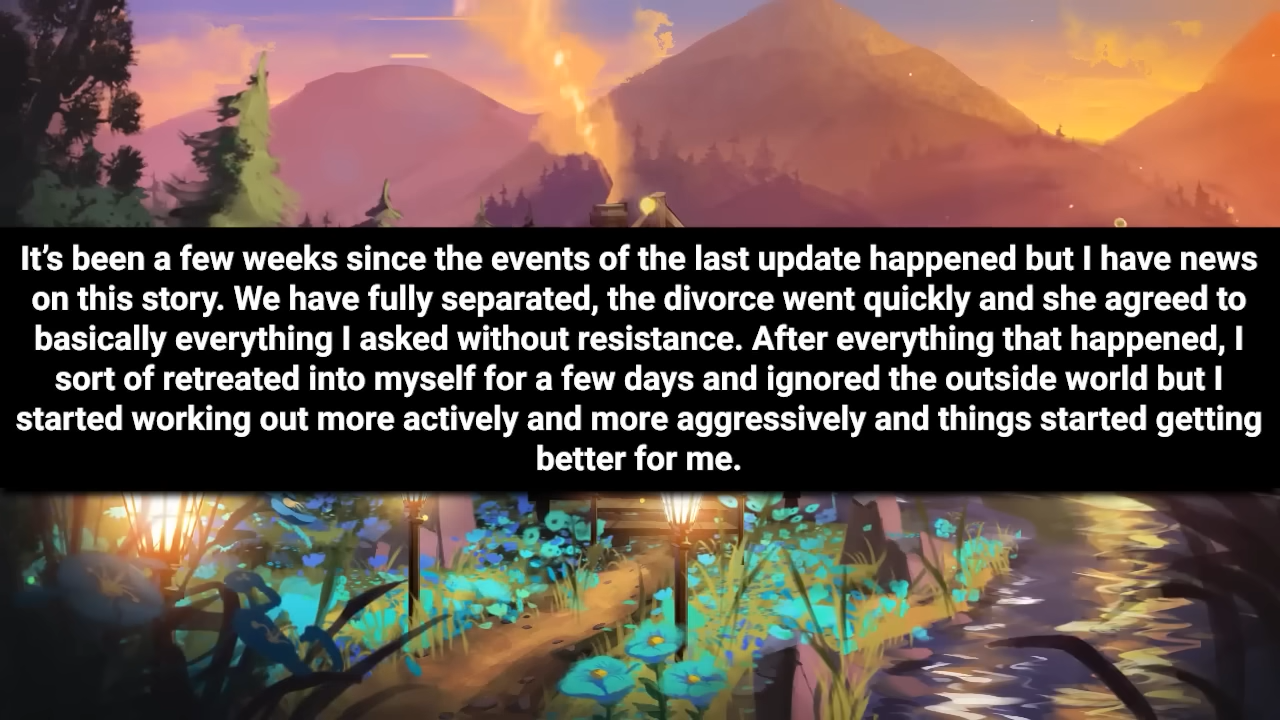 It’s been a few weeks since the events of the last update happened but I have news
on this story. We have fully separated, the divorce went quickly and she agreed to
basically everything I asked without resistance. After everything that happened, I
sort of retreated into myself for a few days and ignored the outside world but I
started working out more actively and more aggressively and things started getting
better for me.